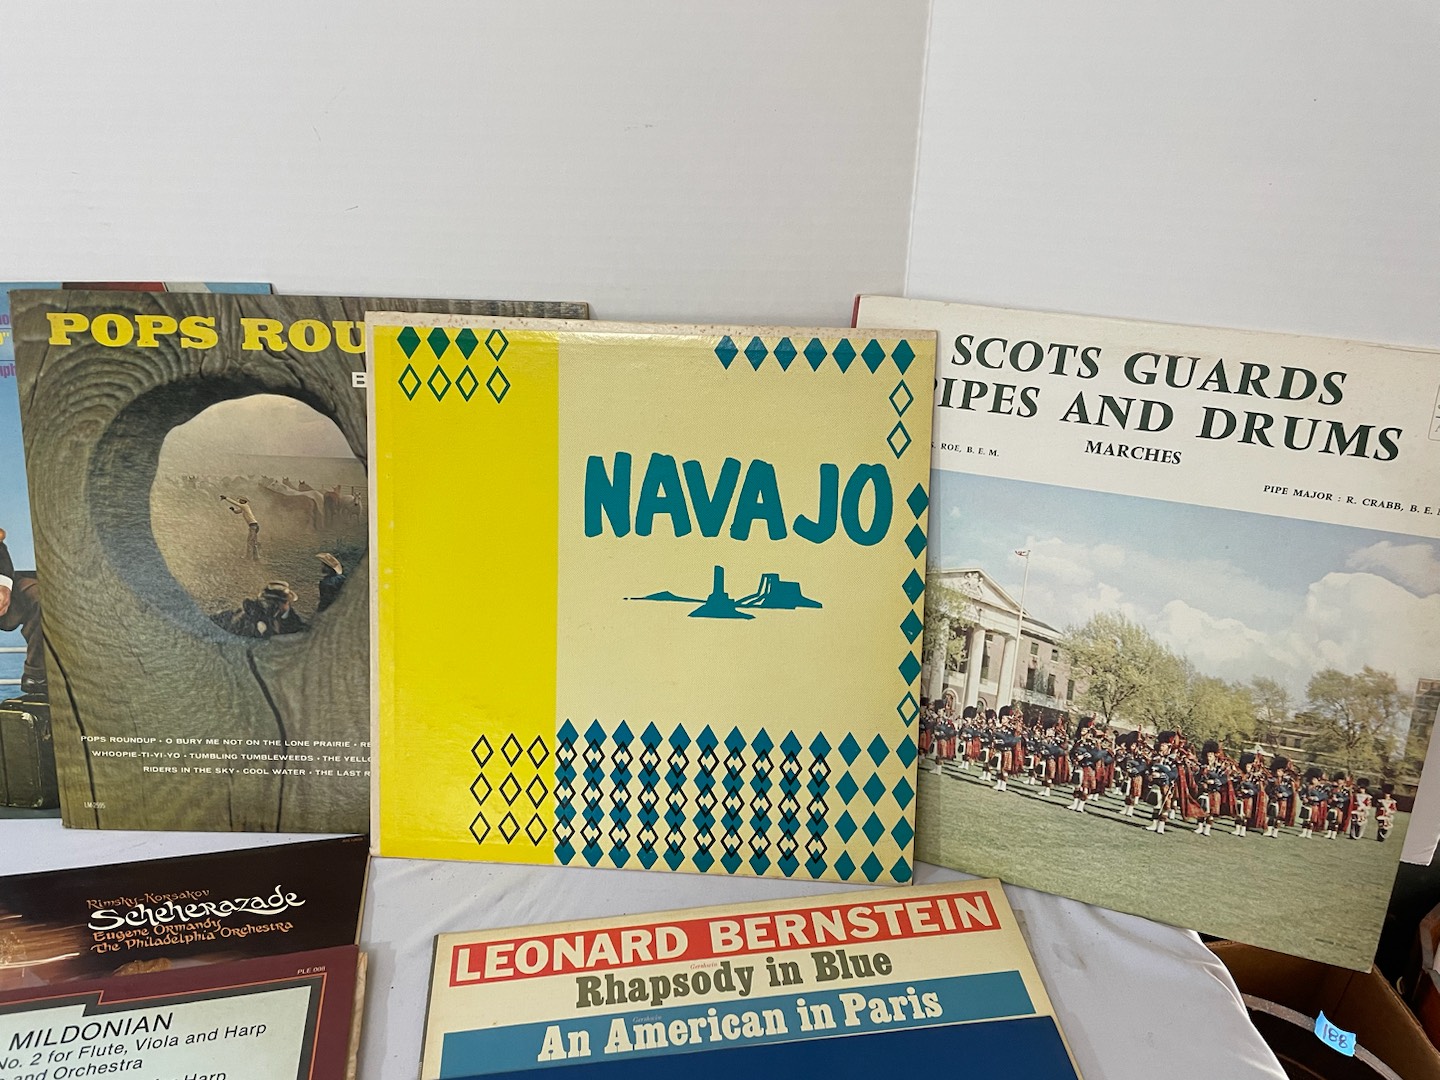 POPS ROU
POPS ROUNDUP • O BURY ME NOT ON THE LONE PRAIRIE •
WHOOPIE-TI-YI-YO • TUMBLING TUMBLEWEEDS • THE
RIDERS IN THE SKY • COOL WATER • THE LAST
LM-2595
NAVAJO
SCOTS GUARDS
PIPES AND DRUMS
MARCHES
ROE, B. E. M.
PIPE MAJOR : R. CRABB, B. E.
Rimsky-Korsakov
Scheherazade
Eugene Ormandy
The Philadelphia Orchestra
PLE 008
MILDONIAN
No. 2 for Flute, Viola and Harp
and Orchestra
Harp
LEONARD BERNSTEIN
Gershwin
Rhapsody in Blue
Gershwin
An American in Paris
188